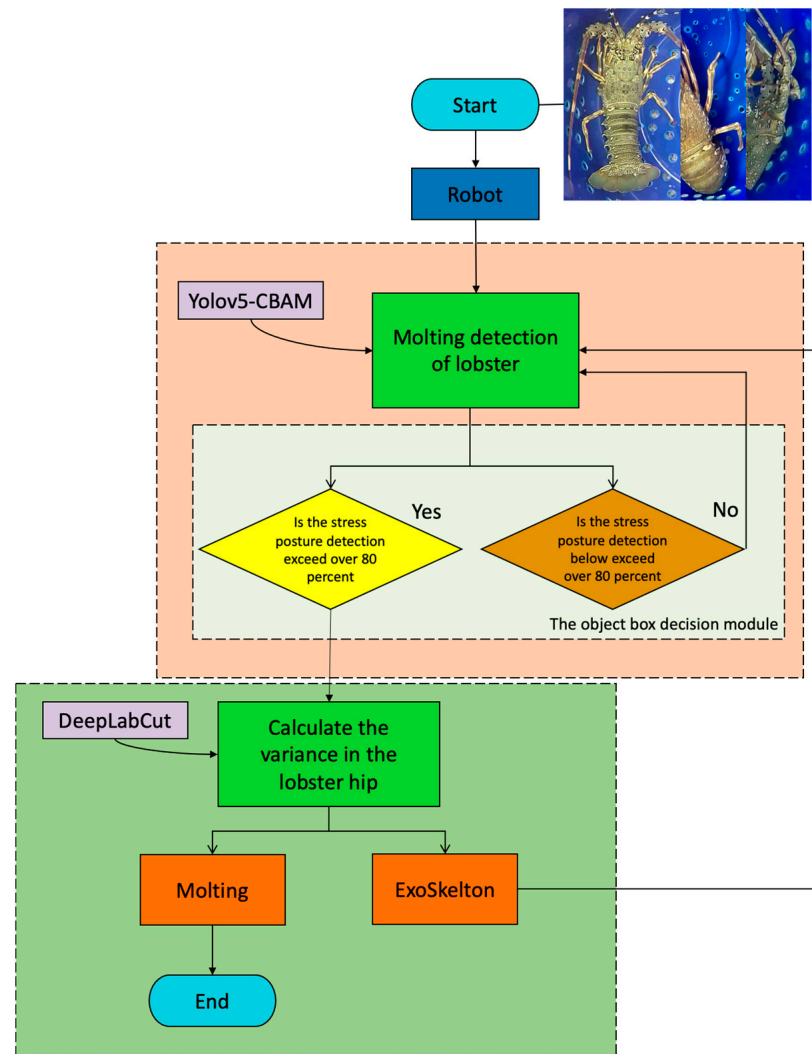 Start
Robot
Yolov5-CBAM
Molting detection
of lobster
Yes
No
Is the stress
posture detection
exceed over 80
percent
Is the stress
posture detection
below exceed
over 80 percent
The object box decision module
DeepLabCut
Calculate the
variance in the
lobster hip
Molting
ExoSkelton
End